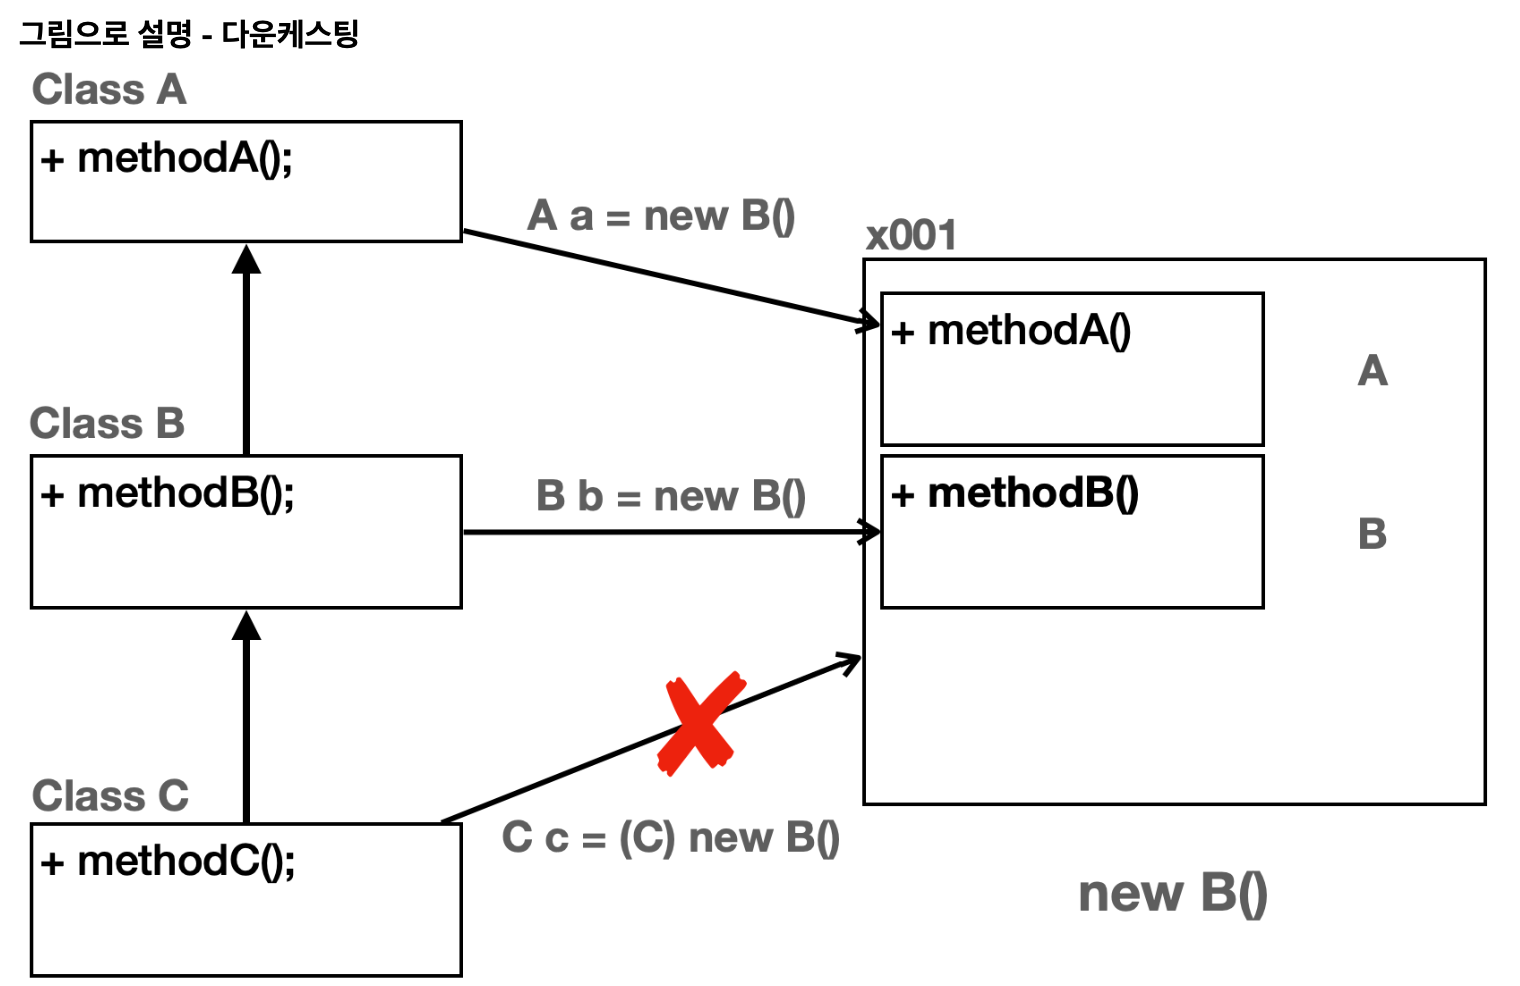 그림으로 설명 - 다운케스팅
Class A
+ methodA();
A a = new B()
x001
+ methodA()
A
Class B
+ methodB();
B b = new B()
+ methodB()
B
Class C
+ methodC();
C c = (C) new B()
new B()